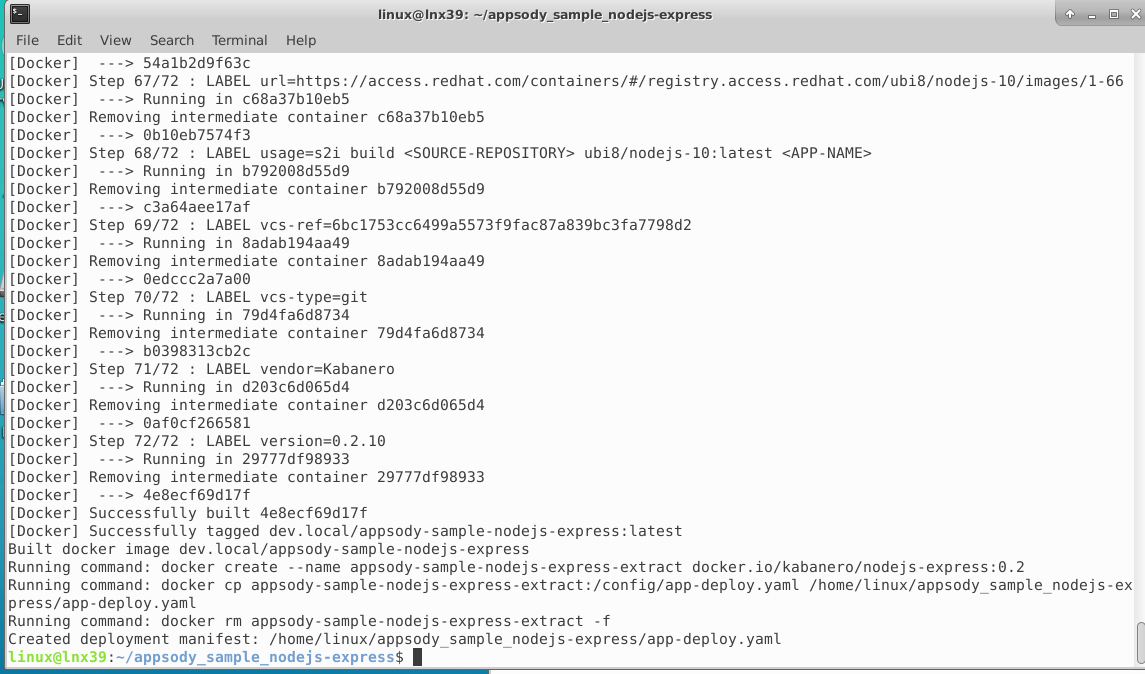 linux@lnx39: ~/appsody_sample_nodejs-express
File Edit View Search Terminal Help
[Docker]  ---> 54a1b2d9f63c
[Docker] Step 67/72 : LABEL url=https://access.redhat.com/containers/#/registry.access.redhat.com/ubi8/nodejs-10/images/1-66
[Docker]  ---> Running in c68a37b10eb5
[Docker] Removing intermediate container c68a37b10eb5
[Docker]  ---> 0b10eb7574f3
[Docker] Step 68/72 : LABEL usage=s2i build <SOURCE-REPOSITORY> ubi8/nodejs-10:latest <APP-NAME>
[Docker]  ---> Running in b792008d55d9
[Docker] Removing intermediate container b792008d55d9
[Docker]  ---> c3a64aee17af
[Docker] Step 69/72 : LABEL vcs-ref=6bc1753cc6499a5573f9fac87a839bc3fa7798d2
[Docker]  ---> Running in 8adab194aa49
[Docker] Removing intermediate container 8adab194aa49
[Docker]  ---> 0edccc2a7a00
[Docker] Step 70/72 : LABEL vcs-type=git
[Docker]  ---> Running in 79d4fa6d8734
[Docker] Removing intermediate container 79d4fa6d8734
[Docker]  ---> b0398313cb2c
[Docker] Step 71/72 : LABEL vendor=Kabanero
[Docker]  ---> Running in d203c6d065d4
[Docker] Removing intermediate container d203c6d065d4
[Docker]  ---> 0af0cf266581
[Docker] Step 72/72 : LABEL version=0.2.10
[Docker]  ---> Running in 29777df98933
[Docker] Removing intermediate container 29777df98933
[Docker]  ---> 4e8ecf69d17f
[Docker] Successfully built 4e8ecf69d17f
[Docker] Successfully tagged dev.local/appsody-sample-nodejs-express:latest
Built docker image dev.local/appsody-sample-nodejs-express
Running command: docker create --name appsody-sample-nodejs-express-extract docker.io/kabanero/nodejs-express:0.2
Running command: docker cp appsody-sample-nodejs-express-extract:/config/app-deploy.yaml /home/linux/appsody_sample_nodejs-ex
press/app-deploy.yaml
Running command: docker rm appsody-sample-nodejs-express-extract -f
Created deployment manifest: /home/linux/appsody_sample_nodejs-express/app-deploy.yaml
linux@lnx39:~/appsody_sample_nodejs-express$